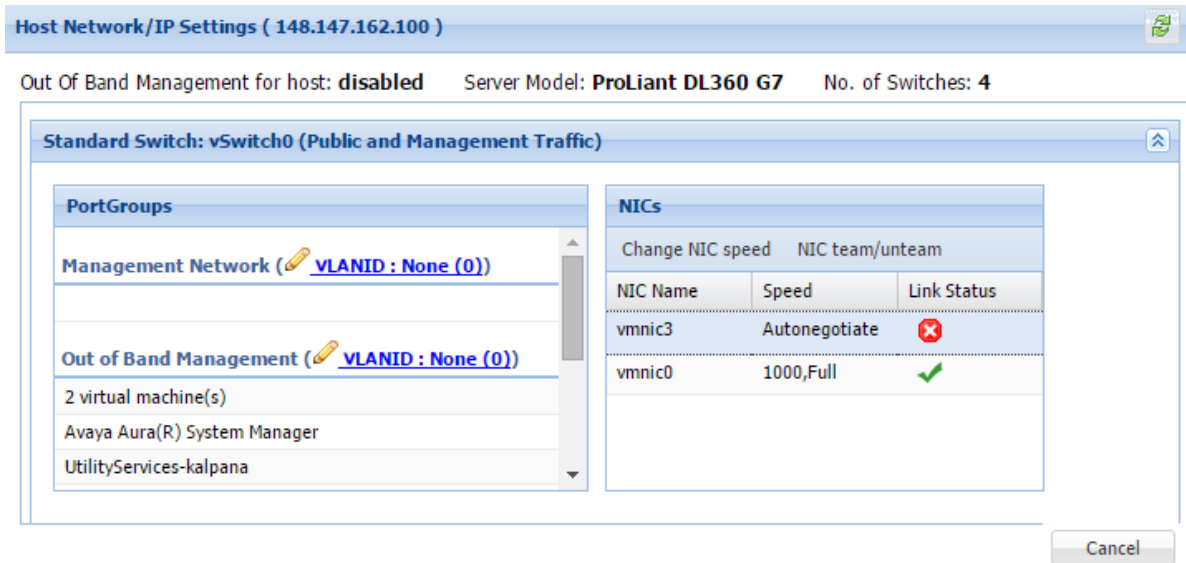 Host Network/IP Settings ( 148.147.162.100 )
Out Of Band Management for host: disabled Server Model: ProLiant DL360 G7 No. of Switches: 4
Standard Switch: vSwitch0 (Public and Management Traffic)
PortGroups
Management Network ( VLANID : None (0))
Out of Band Management ( VLANID : None (0))
2 virtual machine(s)
Avaya Aura(R) System Manager
UtilityServices-kalpana
NICs
Change NIC speed NIC team/unteam
NIC Name Speed Link Status
vmnic3 Autonegotiate
vmnic0 1000,Full
Cancel